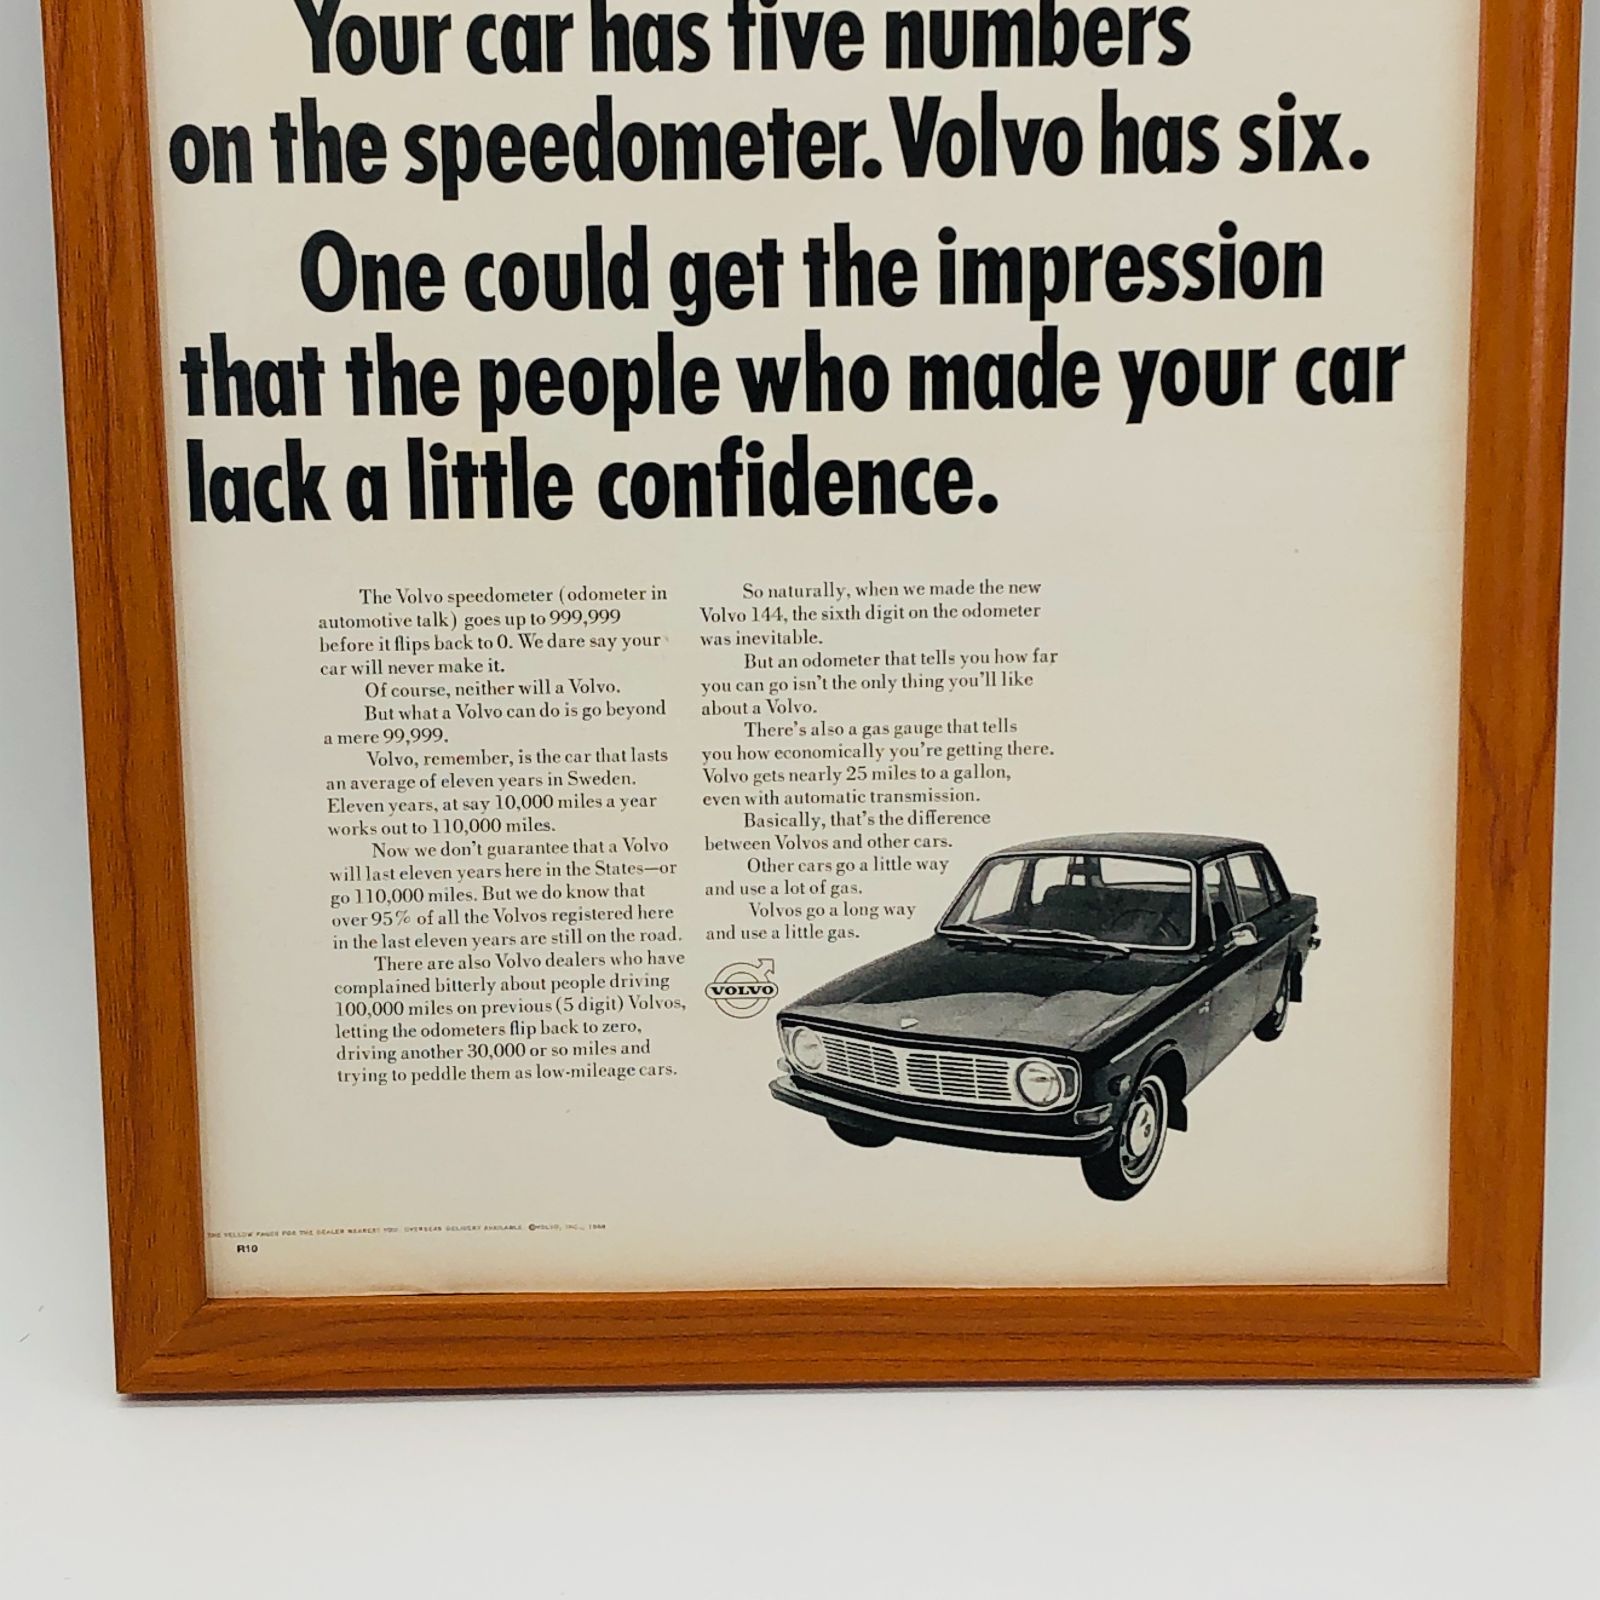 Your car has five numbers
on the speedometer. Volvo has six.
One could get the impression
that the people who made your car
lack a little confidence.
The Volvo speedometer (odometer in
automotive talk) goes up to 999,999
before it flips back to 0. We dare say your
car will never make it.
Of course, neither will a Volvo.
But what a Volvo can do is go beyond
a mere 99,999.
Volvo, remember, is the car that lasts
an average of eleven years in Sweden.
Eleven years, at say 10,000 miles a year
works out to 110,000 miles.
Now we don't guarantee that a Volvo
will last eleven years here in the States—or
go 110,000 miles. But we do know that
over 95% of all the Volvos registered here
in the last eleven years are still on the road.
There are also Volvo dealers who have
complained bitterly about people driving
100,000 miles on previous (5 digit) Volvos,
letting the odometers flip back to zero,
driving another 30,000 or so miles and
trying to peddle them as low-mileage cars.
So naturally, when we made the new
Volvo 144, the sixth digit on the odometer
was inevitable.
But an odometer that tells you how far
you can go isn't the only thing you'll like
about a Volvo.
There's also a gas gauge that tells
you how economically you're getting there.
Volvo gets nearly 25 miles to a gallon,
even with automatic transmission.
Basically, that's the difference
between Volvos and other cars.
Other cars go a little way
and use a lot of gas.
Volvos go a long way
and use a little gas.
VOLVO
THE YELLOW PAGES FOR THE DEALER NEAREST YOU. OVERSEAS DELIVERY AVAILABLE. ©VOLVO, INC., 1968
R10